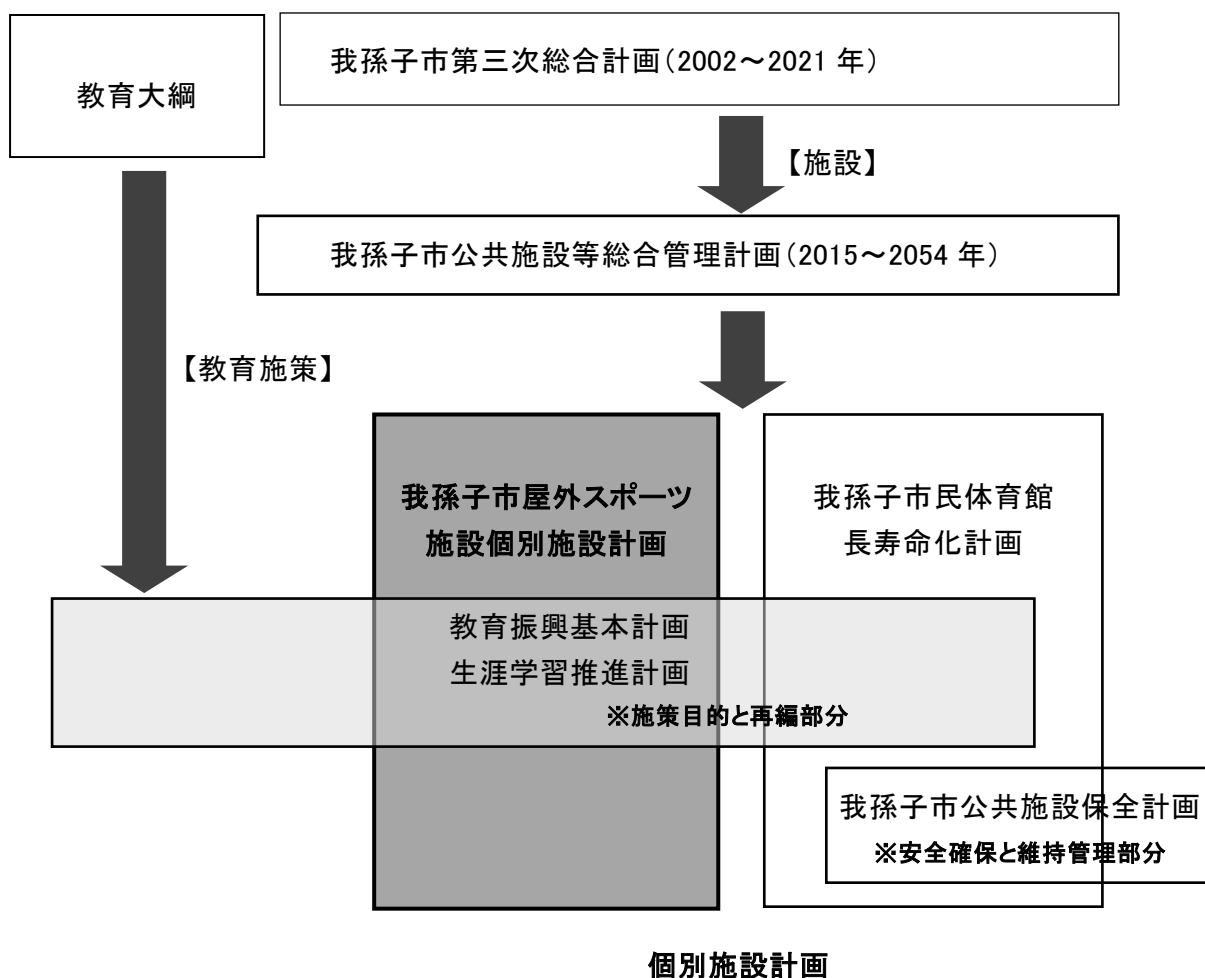 教育大綱
我孫子市第三次総合計画(2002～2021 年)
【施設】
我孫子市公共施設等総合管理計画(2015～2054 年)
【教育施策】
我孫子市屋外スポーツ
施設個別施設計画
我孫子市民体育館
長寿命化計画
教育振興基本計画
生涯学習推進計画
※施策目的と再編部分
我孫子市公共施設保全計画
※安全確保と維持管理部分
個別施設計画